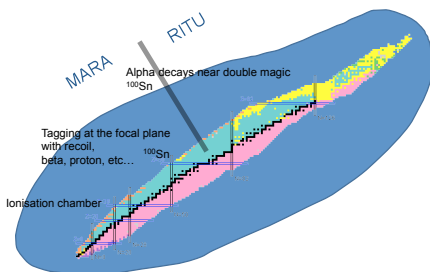 RITU
MARA
Alpha decays near double magic
100Sn
Tagging at the focal plane
with recoil,
beta, proton, etc…
100Sn
Ionisation chamber